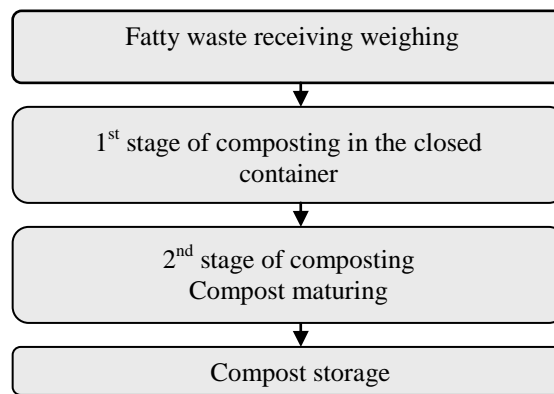 Fatty waste receiving weighing
1st stage of composting in the closed
container
2nd stage of composting
Compost maturing
Compost storage